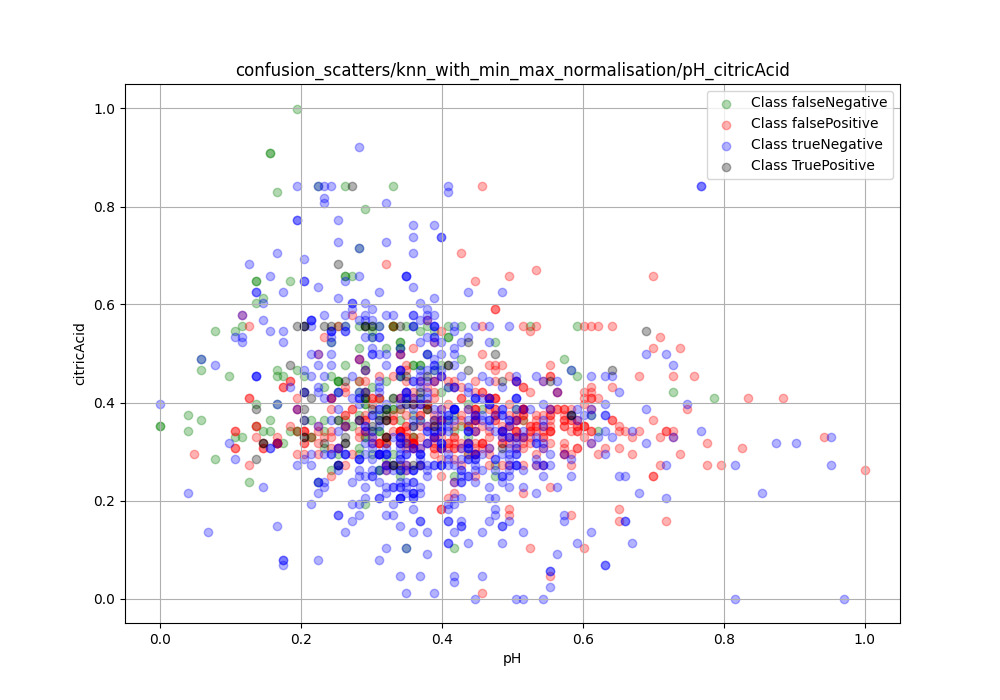 confusion_scatters/knn_with_min_max_normalisation/pH_citricAcid
Class falseNegative
Class falsePositive
Class trueNegative
Class TruePositive
1.0
0.8
0.6
0.4
0.2
0.0
citricAcid
0.0 0.2 0.4 0.6 0.8 1.0
pH